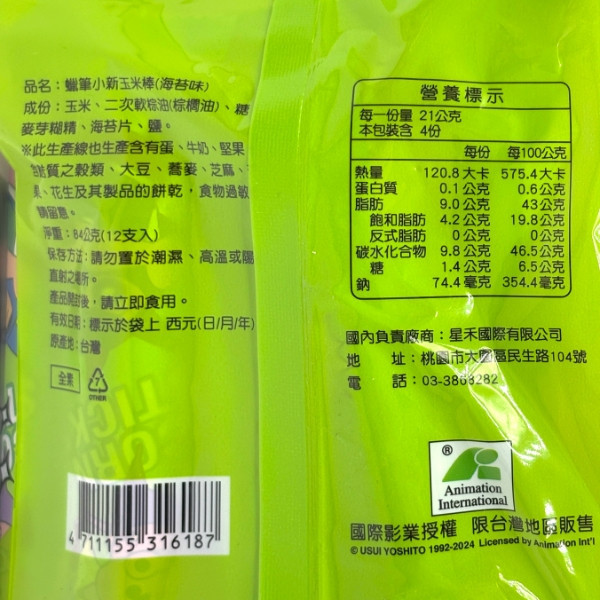 品名：蠟筆小新玉米棒(海苔味)
成份：玉米、二次軟棕油(棕櫚油)、糖
麥芽糊精、海苔片、鹽。
※此生產線也生產含有蛋、牛奶、堅果
質之穀類、大豆、蕎麥、芝麻、
、花生及其製品的餅乾，食物過敏
請留意。
淨重：84公克(12支入)
保存方法：請勿置於潮濕、高溫或陽
直射之場所。
產品開封後，請立即食用。
有效日期：標示於袋上 西元(日/月/年)
原產地：台灣
全素
7
OTHER
4 711155 316187
營養標示
每一份量 21公克
本包裝含 4份
每份 每100公克
熱量 120.8大卡 575.4大卡
蛋白質 0.1公克 0.6公克
脂肪 9.0公克 43公克
飽和脂肪 4.2公克 19.8公克
反式脂肪 0公克 0公克
碳水化合物 9.8公克 46.5公克
糖 1.4公克 6.5公克
鈉 74.4毫克 354.4毫克
國內負責廠商：星禾國際有限公司
地 址：桃園市大園區民生路104號
電 話：03-3863282
®
Animation
International
國際影業授權 限台灣地區販售
© USUI YOSHITO 1992-2024 Licensed by Animation Int'l